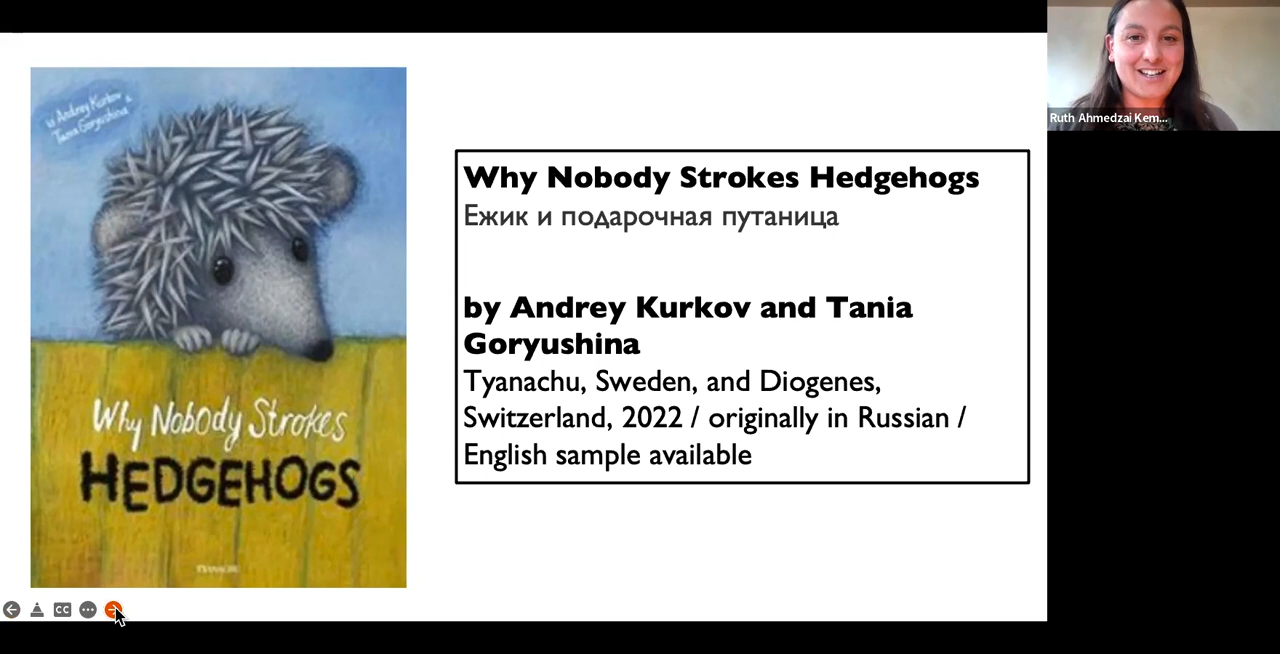 by Andrey Kurkov &
Tania Goryushina
Why Nobody Strokes
HEDGEHOGS
Why Nobody Strokes Hedgehogs
Ежик и подарочная путаница
by Andrey Kurkov and Tania
Goryushina
Tyanachu, Sweden, and Diogenes,
Switzerland, 2022 / originally in Russian /
English sample available
CC
Ruth Ahmedzai Kem...